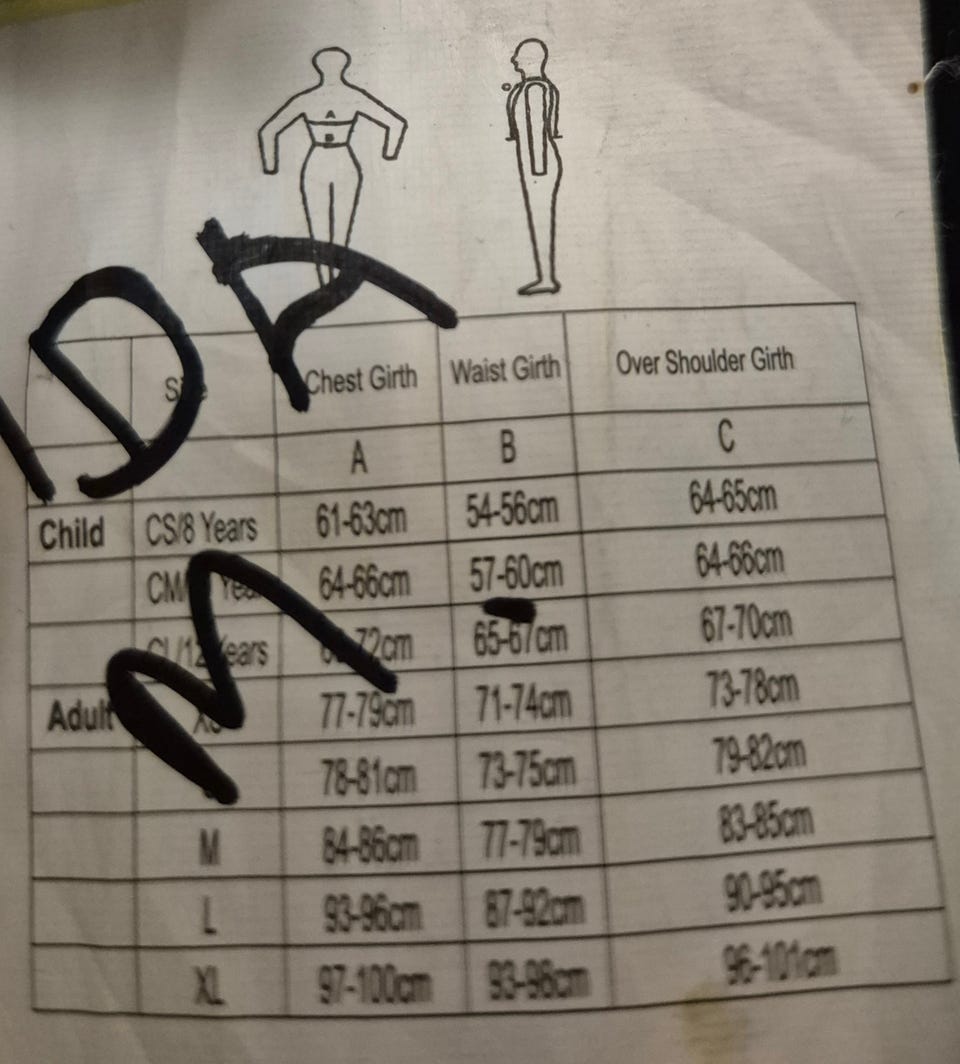 A
B
C
IDA
Chest Girth Waist Girth Over Shoulder Girth
A B C
Child CS/8 Years 61-63cm 54-56cm 64-65cm
64-66cm 57-60cm 64-66cm
65-67cm 67-70cm
Adult XS 77-79cm 71-74cm 73-78cm
78-81cm 73-75cm 79-82cm
M 84-86cm 77-79cm 83-85cm
L 93-96cm 87-92cm 90-95cm
XL 97-100cm 93-98cm 96-101cm
M